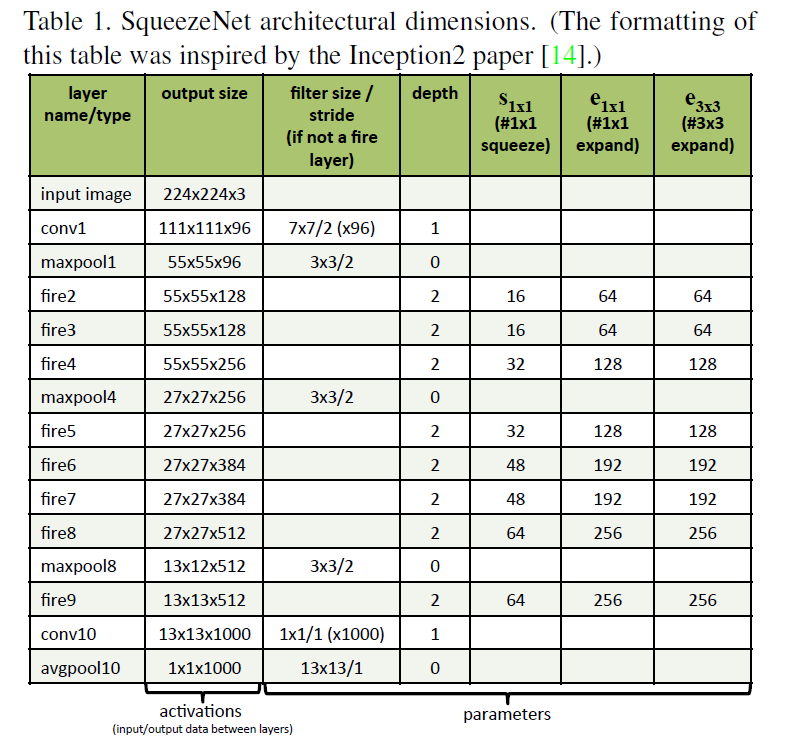 Table 1. SqueezeNet architectural dimensions. (The formatting of
this table was inspired by the Inception2 paper [14].)
layer name/type output size filter size / stride (if not a fire layer) depth s1x1 (#1x1 squeeze) e1x1 (#1x1 expand) e3x3 (#3x3 expand)
input image 224x224x3
conv1 111x111x96 7x7/2 (x96) 1
maxpool1 55x55x96 3x3/2 0
fire2 55x55x128 2 16 64 64
fire3 55x55x128 2 16 64 64
fire4 55x55x256 2 32 128 128
maxpool4 27x27x256 3x3/2 0
fire5 27x27x256 2 32 128 128
fire6 27x27x384 2 48 192 192
fire7 27x27x384 2 48 192 192
fire8 27x27x512 2 64 256 256
maxpool8 13x12x512 3x3/2 0
fire9 13x13x512 2 64 256 256
conv10 13x13x1000 1x1/1 (x1000) 1
avgpool10 1x1x1000 13x13/1 0
activations parameters
(input/output data between layers)